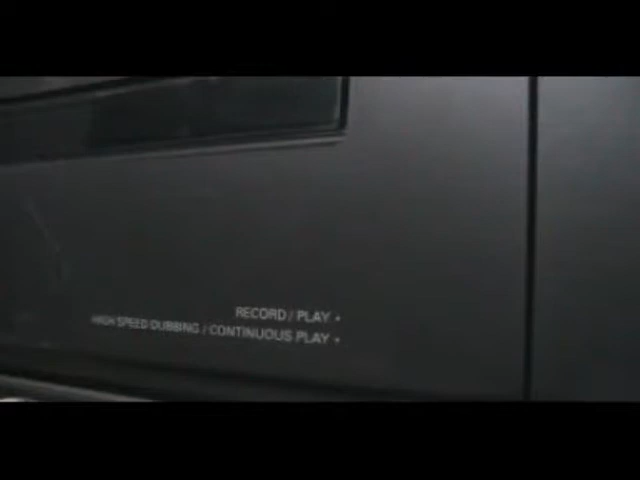 RECORD / PLAY •
HIGH SPEED DUBBING / CONTINUOUS PLAY •